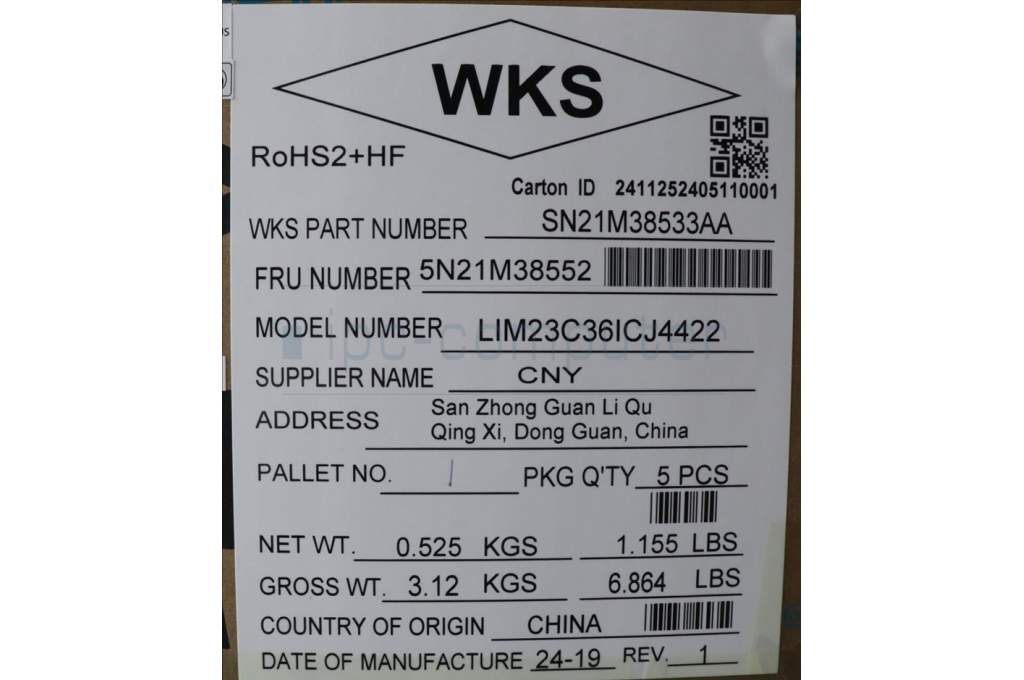 WKS
RoHS2+HF
Carton ID 2411252405110001
WKS PART NUMBER SN21M38533AA
FRU NUMBER 5N21M38552
MODEL NUMBER LIM23C36ICJ4422
ipc-computer
SUPPLIER NAME CNY
ADDRESS San Zhong Guan Li Qu
Qing Xi, Dong Guan, China
PALLET NO. 1 PKG Q'TY 5 PCS
NET WT. 0.525 KGS 1.155 LBS
GROSS WT. 3.12 KGS 6.864 LBS
COUNTRY OF ORIGIN CHINA
DATE OF MANUFACTURE 24-19 REV. 1